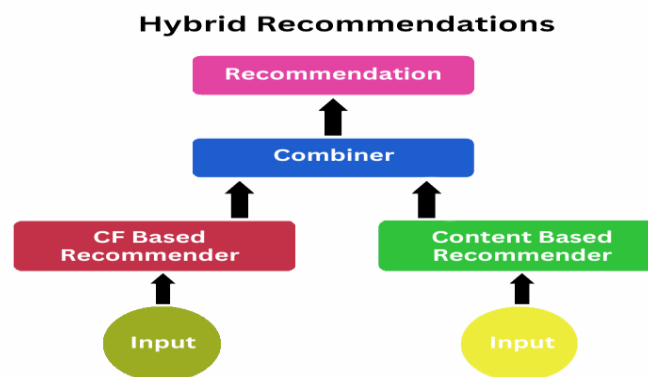 Hybrid Recommendations
Recommendation
Combiner
CF Based
Recommender
Content Based
Recommender
Input
Input